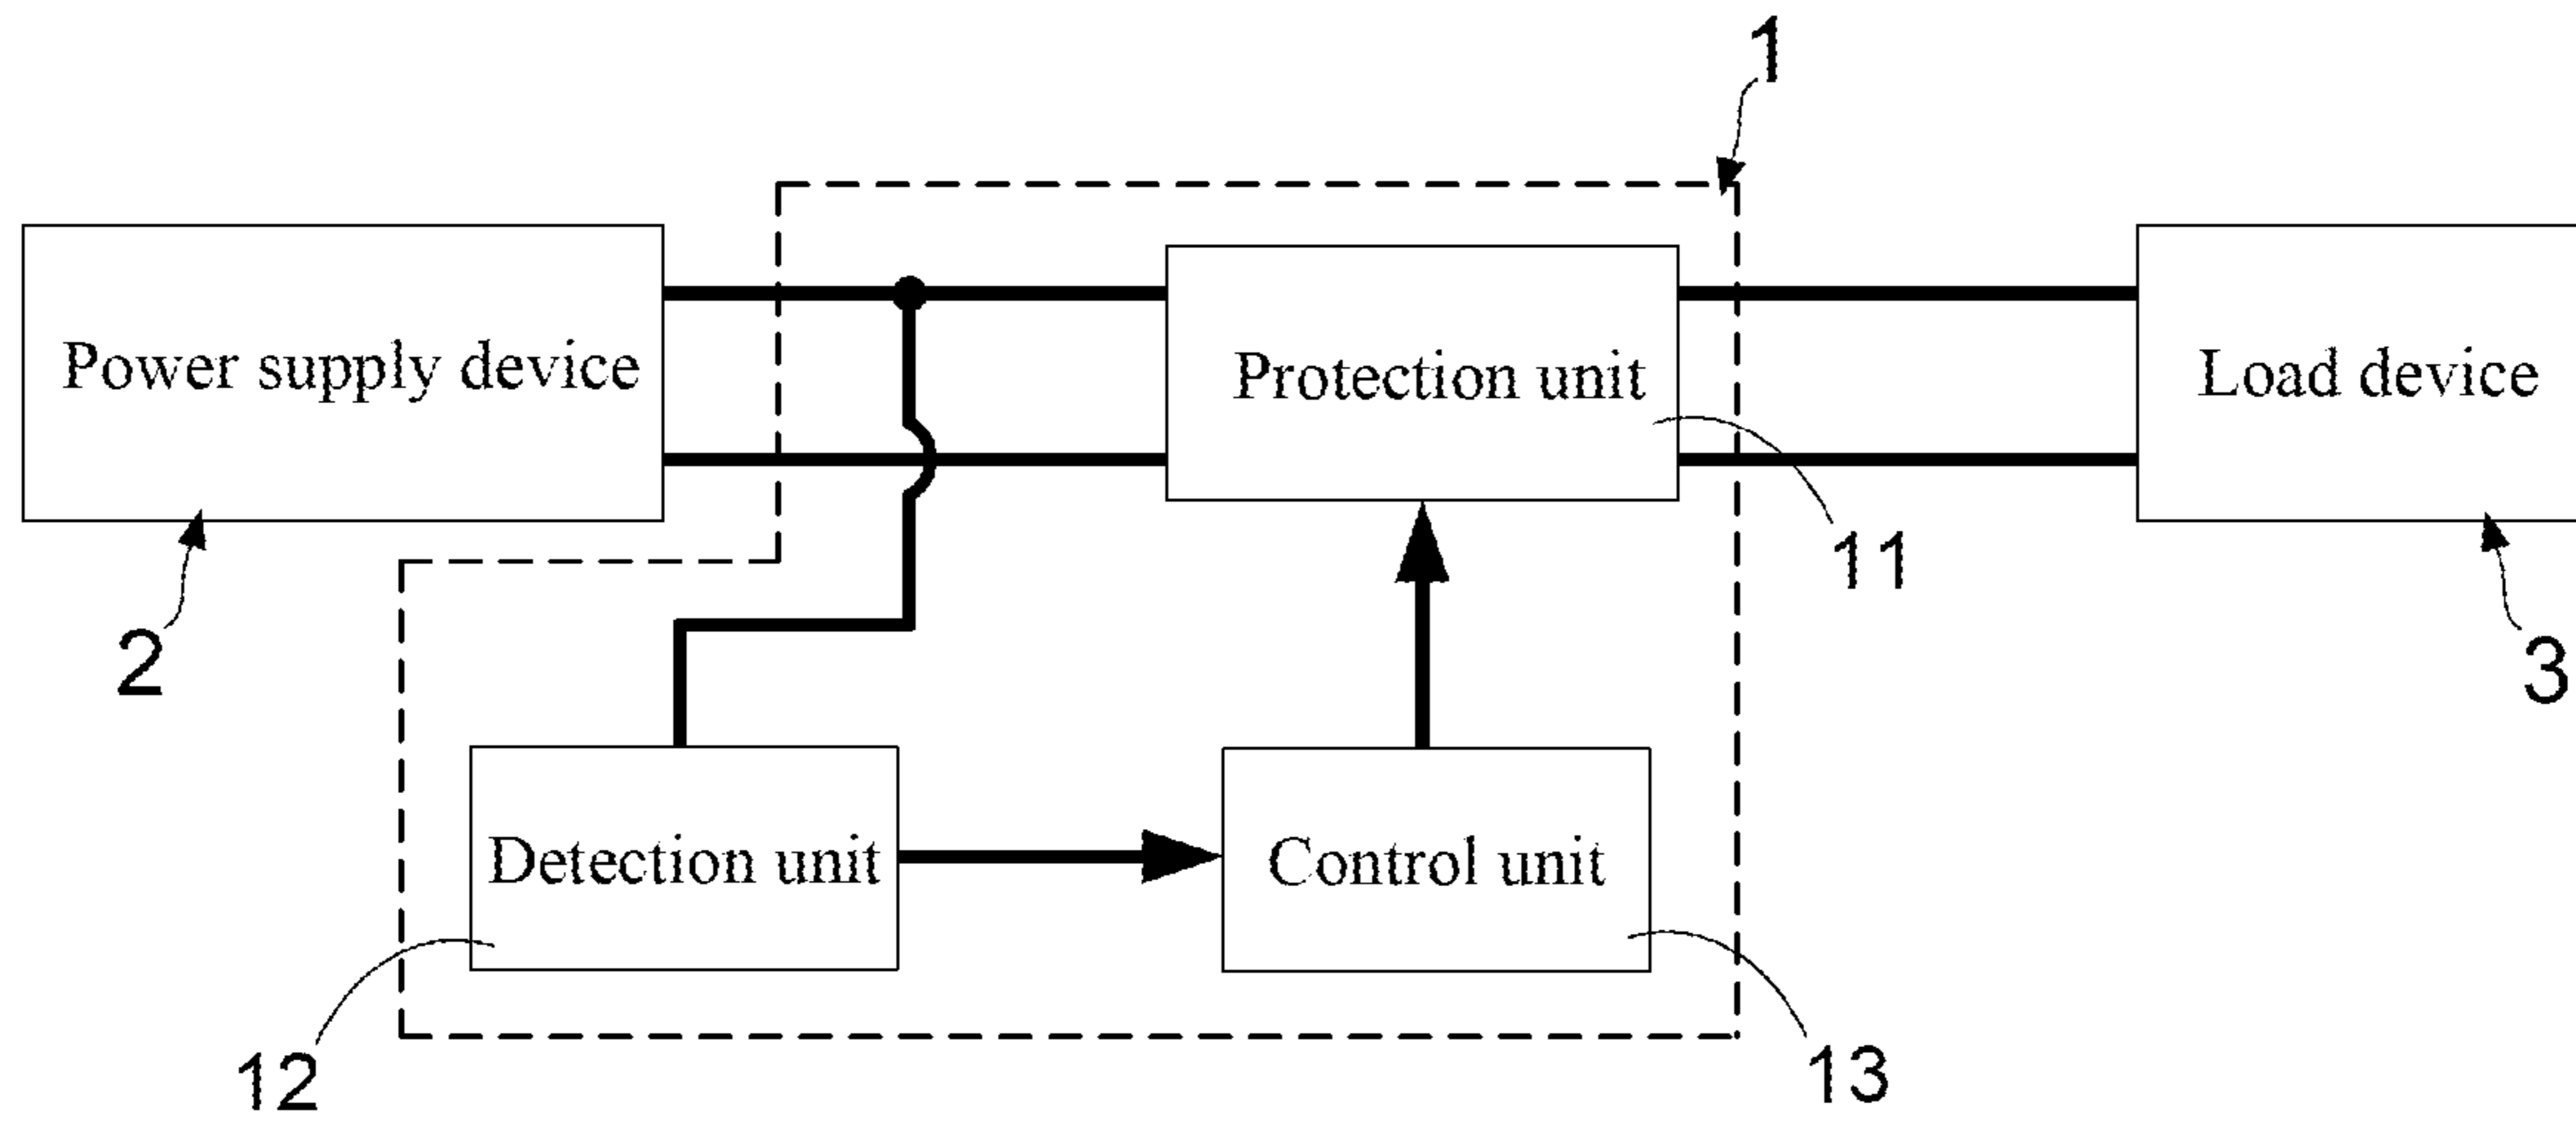 1
Power supply device
Protection unit
Load device
11
2
3
Detection unit
Control unit
12
13